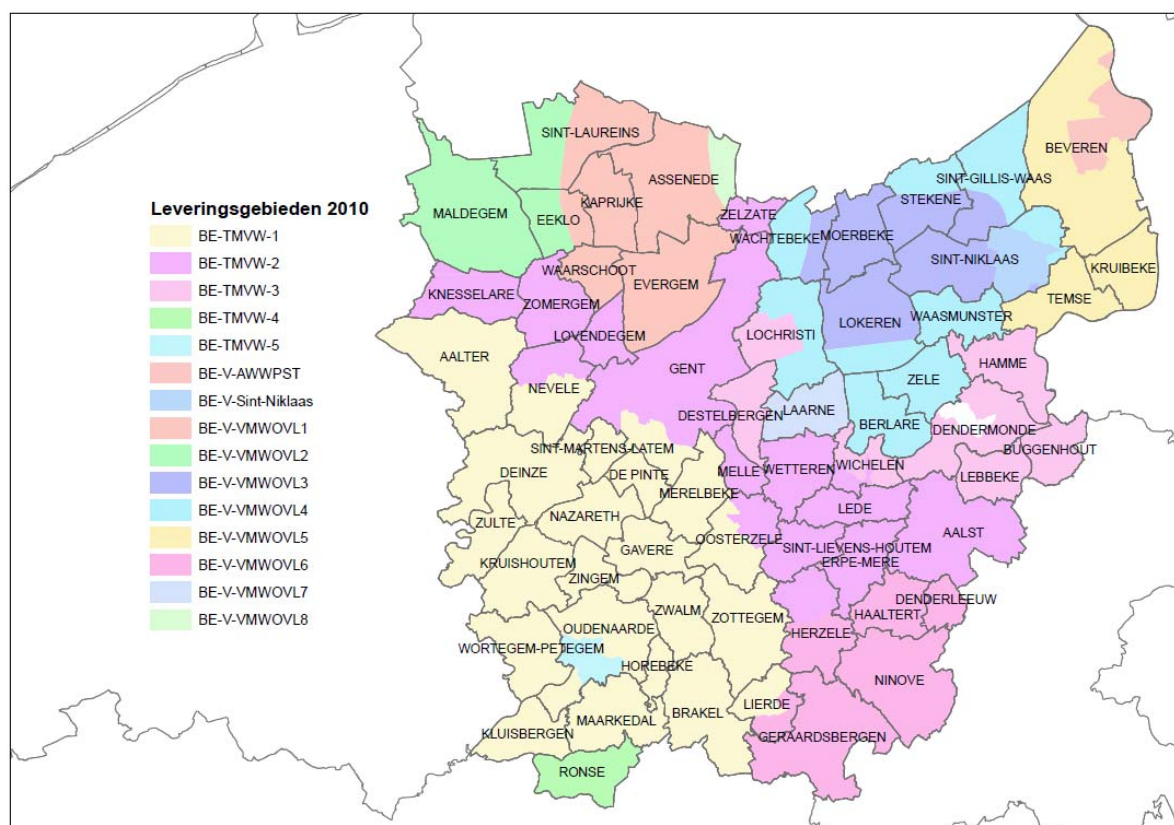 Leveringsgebieden 2010
BE-TMVW-1
BE-TMVW-2
BE-TMVW-3
BE-TMVW-4
BE-TMVW-5
BE-V-AWWPST
BE-V-Sint-Niklaas
BE-V-VMWOVL1
BE-V-VMWOVL2
BE-V-VMWOVL3
BE-V-VMWOVL4
BE-V-VMWOVL5
BE-V-VMWOVL6
BE-V-VMWOVL7
BE-V-VMWOVL8
SINT-LAUREINS
BEVEREN
ASSENEDE
SINT-GILLIS-WAAS
STEKENE
KAPRIJKE
MALDEGEM
EEKLO
ZELZATE
WACHTEBEKE
MOERBEKE
SINT-NIKLAAS
KRUIBEKE
WAARSCHOOT
EVERGEM
KNESSELARE
ZOMERGEM
TEMSE
WAASMUNSTER
LOKEREN
LOCHRISTI
LOVENDEGEM
AALTER
HAMME
GENT
ZELE
NEVELE
DESTELBERGEN
LAARNE
BERLARE
DENDERMONDE
BUGGENHOUT
SINT-MARTENS-LATEM
DEINZE
DE PINTE
MELLE
WETTEREN
WICHELEN
LEBBEKE
MERELBEKE
LEDE
NAZARETH
ZULTE
OOSTERZELE
AALST
SINT-LIEVENS-HOUTEM
GAVERE
KRUISHOUTEM
ERPE-MERE
ZINGEM
DENDERLEEUW
ZWALM
HAALTERT
ZOTTEGEM
OUDENAARDE
HERZELE
WORTEGEM-PETEGEM
HOREBEKE
NINOVE
LIERDE
BRAKEL
MAARKEDAL
KLUISBERGEN
GERAARDSBERGEN
RONSE